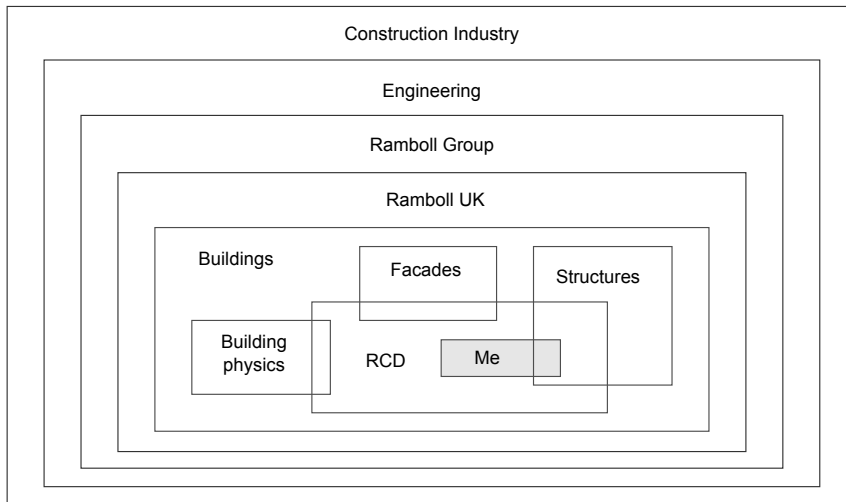 Construction Industry
Engineering
Ramboll Group
Ramboll UK
Buildings
Facades
Structures
Building
physics
RCD
Me